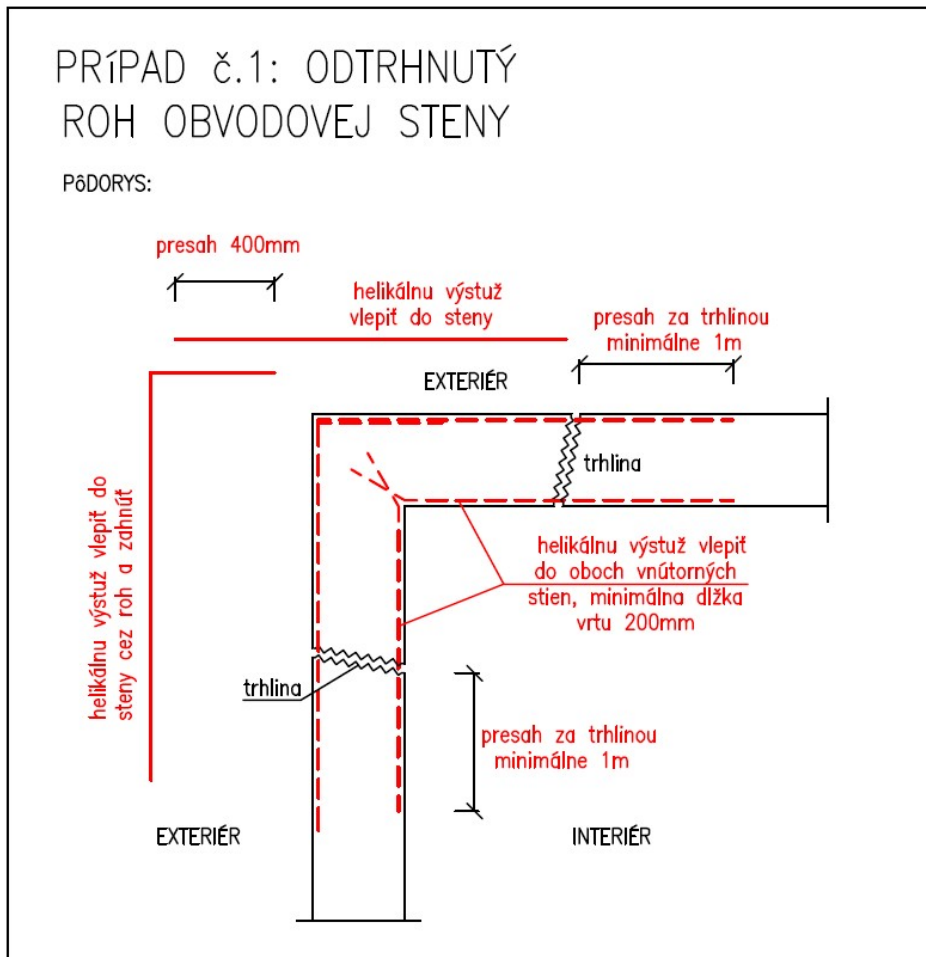 PRíPAD č.1: ODTRHNUTÝ
ROH OBVODOVEJ STENY
PôDORYS:
presah 400mm
helikálnu výstuž
vlepiť do steny
presah za trhlinou
minimálne 1m
EXTERIÉR
trhlina
helikálnu výstuž vlepiť do
steny cez roh a zahnúť
helikálnu výstuž vlepiť
do oboch vnútorných
stien, minimálna dĺžka
vrtu 200mm
trhlina
presah za trhlinou
minimálne 1m
EXTERIÉR
INTERIÉR